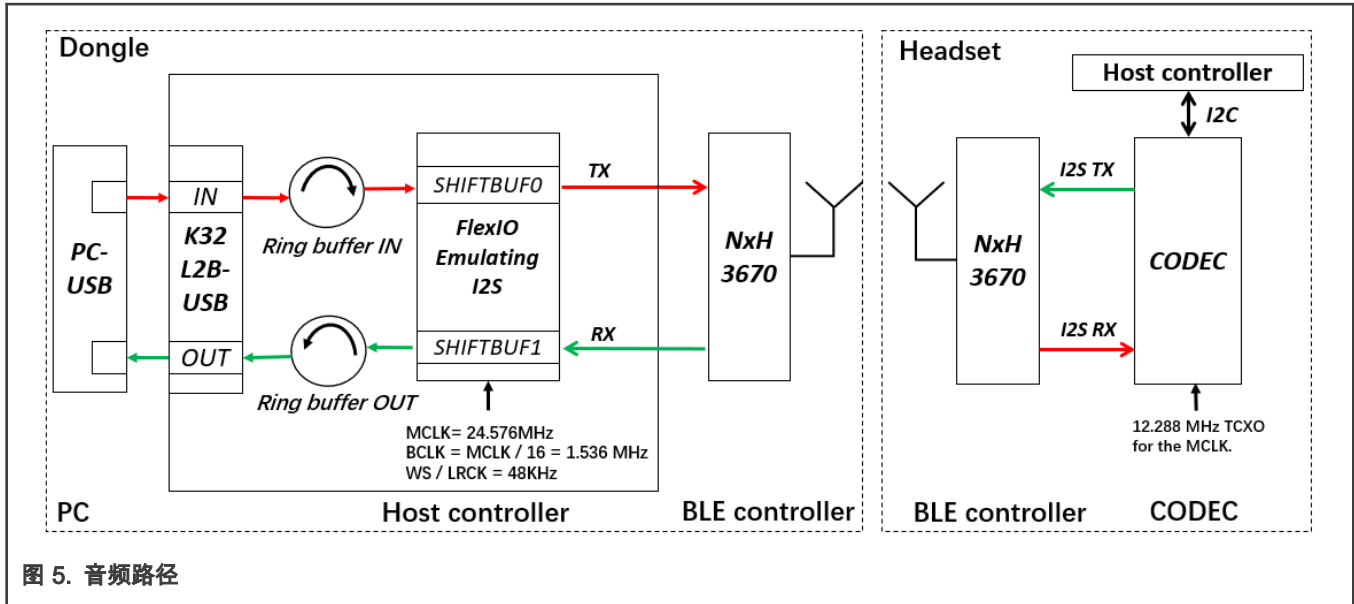 Dongle
Headset
Host controller
I2C
PC-
USB
IN
K32
L2B-
USB
OUT
Ring buffer IN
Ring buffer OUT
SHIFTBUF0
FlexIO
Emulating
I2S
SHIFTBUF1
TX
RX
NxH
3670
NxH
3670
I2S TX
I2S RX
CODEC
MCLK= 24.576MHz
BCLK = MCLK / 16 = 1.536 MHz
WS / LRCK = 48KHz
12.288 MHz TCXO
for the MCLK.
PC
Host controller
BLE controller
BLE controller
CODEC
图 5. 音频路径